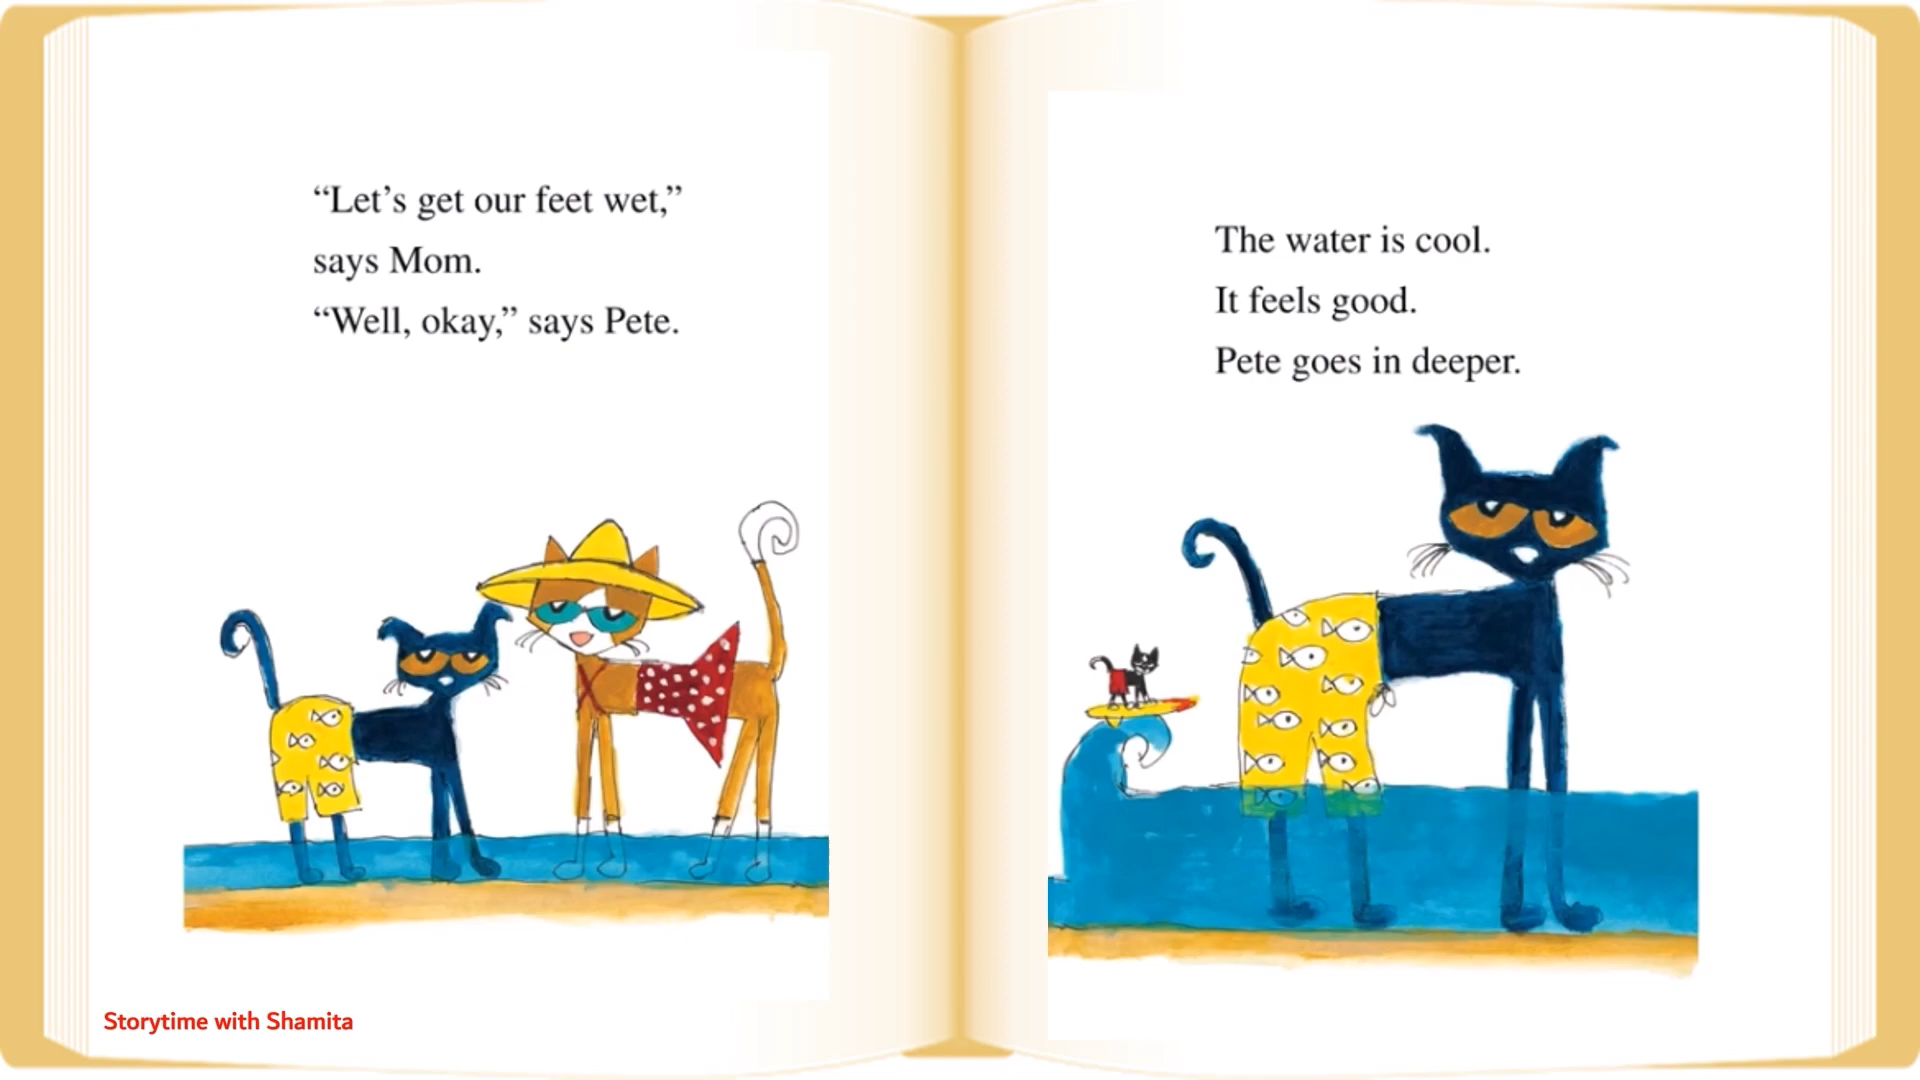 “Let’s get our feet wet,”
says Mom.
“Well, okay,” says Pete.
The water is cool.
It feels good.
Pete goes in deeper.
Storytime with Shamita